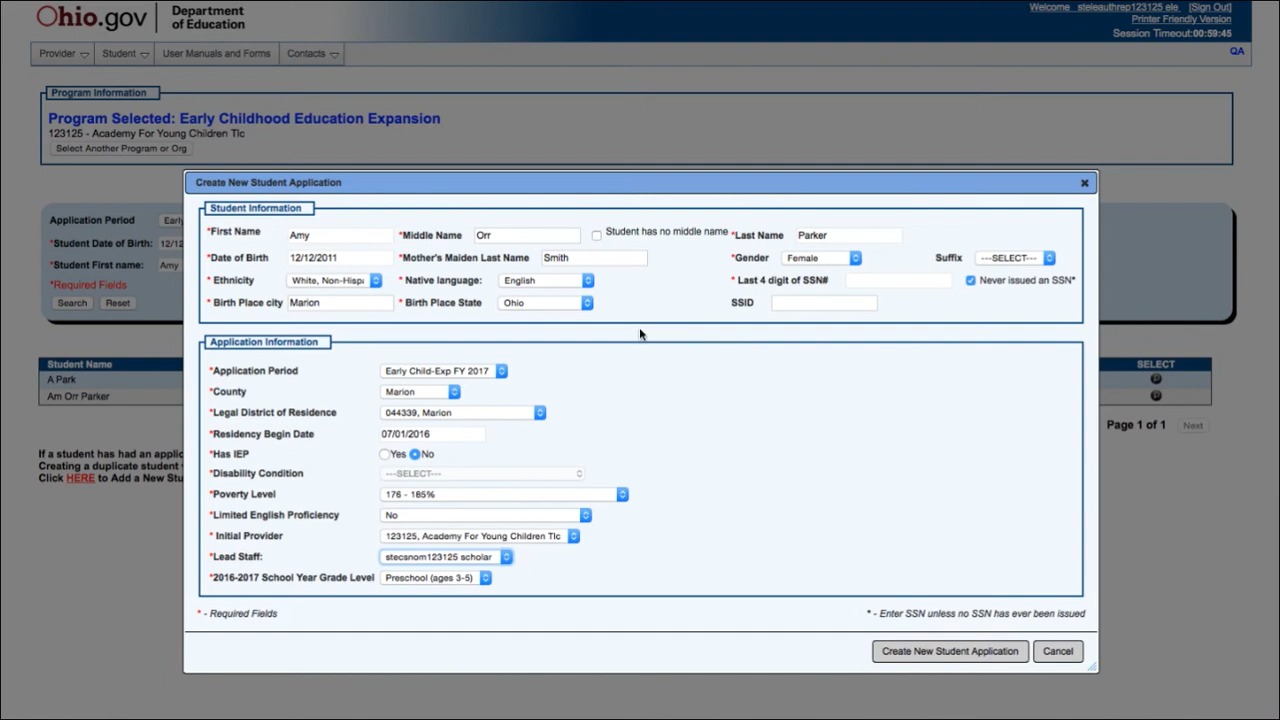 Ohio.gov Department of Education
Welcome steleauthrep123125 ele [Sign Out]
Printer Friendly Version
Session Timeout:00:59:45
Provider Student User Manuals and Forms Contacts
QA
Program Information
Program Selected: Early Childhood Education Expansion
123125 - Academy For Young Children Tlc
Select Another Program or Org
Application Period Early
*Student Date of Birth: 12/12
*Student First name: Amy
*Required Fields
Search Reset
Student Name SELECT
A Park
Am Orr Parker
Page 1 of 1 Next
If a student has had an applic
Creating a duplicate student
Click HERE to Add a New Stu
Create New Student Application
Student Information
*First Name Amy *Middle Name Orr Student has no middle name *Last Name Parker
*Date of Birth 12/12/2011 *Mother's Maiden Last Name Smith *Gender Female Suffix ---SELECT---
* Ethnicity White, Non-Hisp * Native language: English * Last 4 digit of SSN# Never issued an SSN*
* Birth Place city Marion * Birth Place State Ohio SSID
Application Information
*Application Period Early Child-Exp FY 2017
*County Marion
*Legal District of Residence 044339, Marion
*Residency Begin Date 07/01/2016
*Has IEP Yes No
*Disability Condition ---SELECT---
*Poverty Level 176 - 185%
*Limited English Proficiency No
* Initial Provider 123125, Academy For Young Children Tlc
*Lead Staff: stecsnom123125 scholar
*2016-2017 School Year Grade Level Preschool (ages 3-5)
* - Required Fields * - Enter SSN unless no SSN has ever been issued
Create New Student Application Cancel